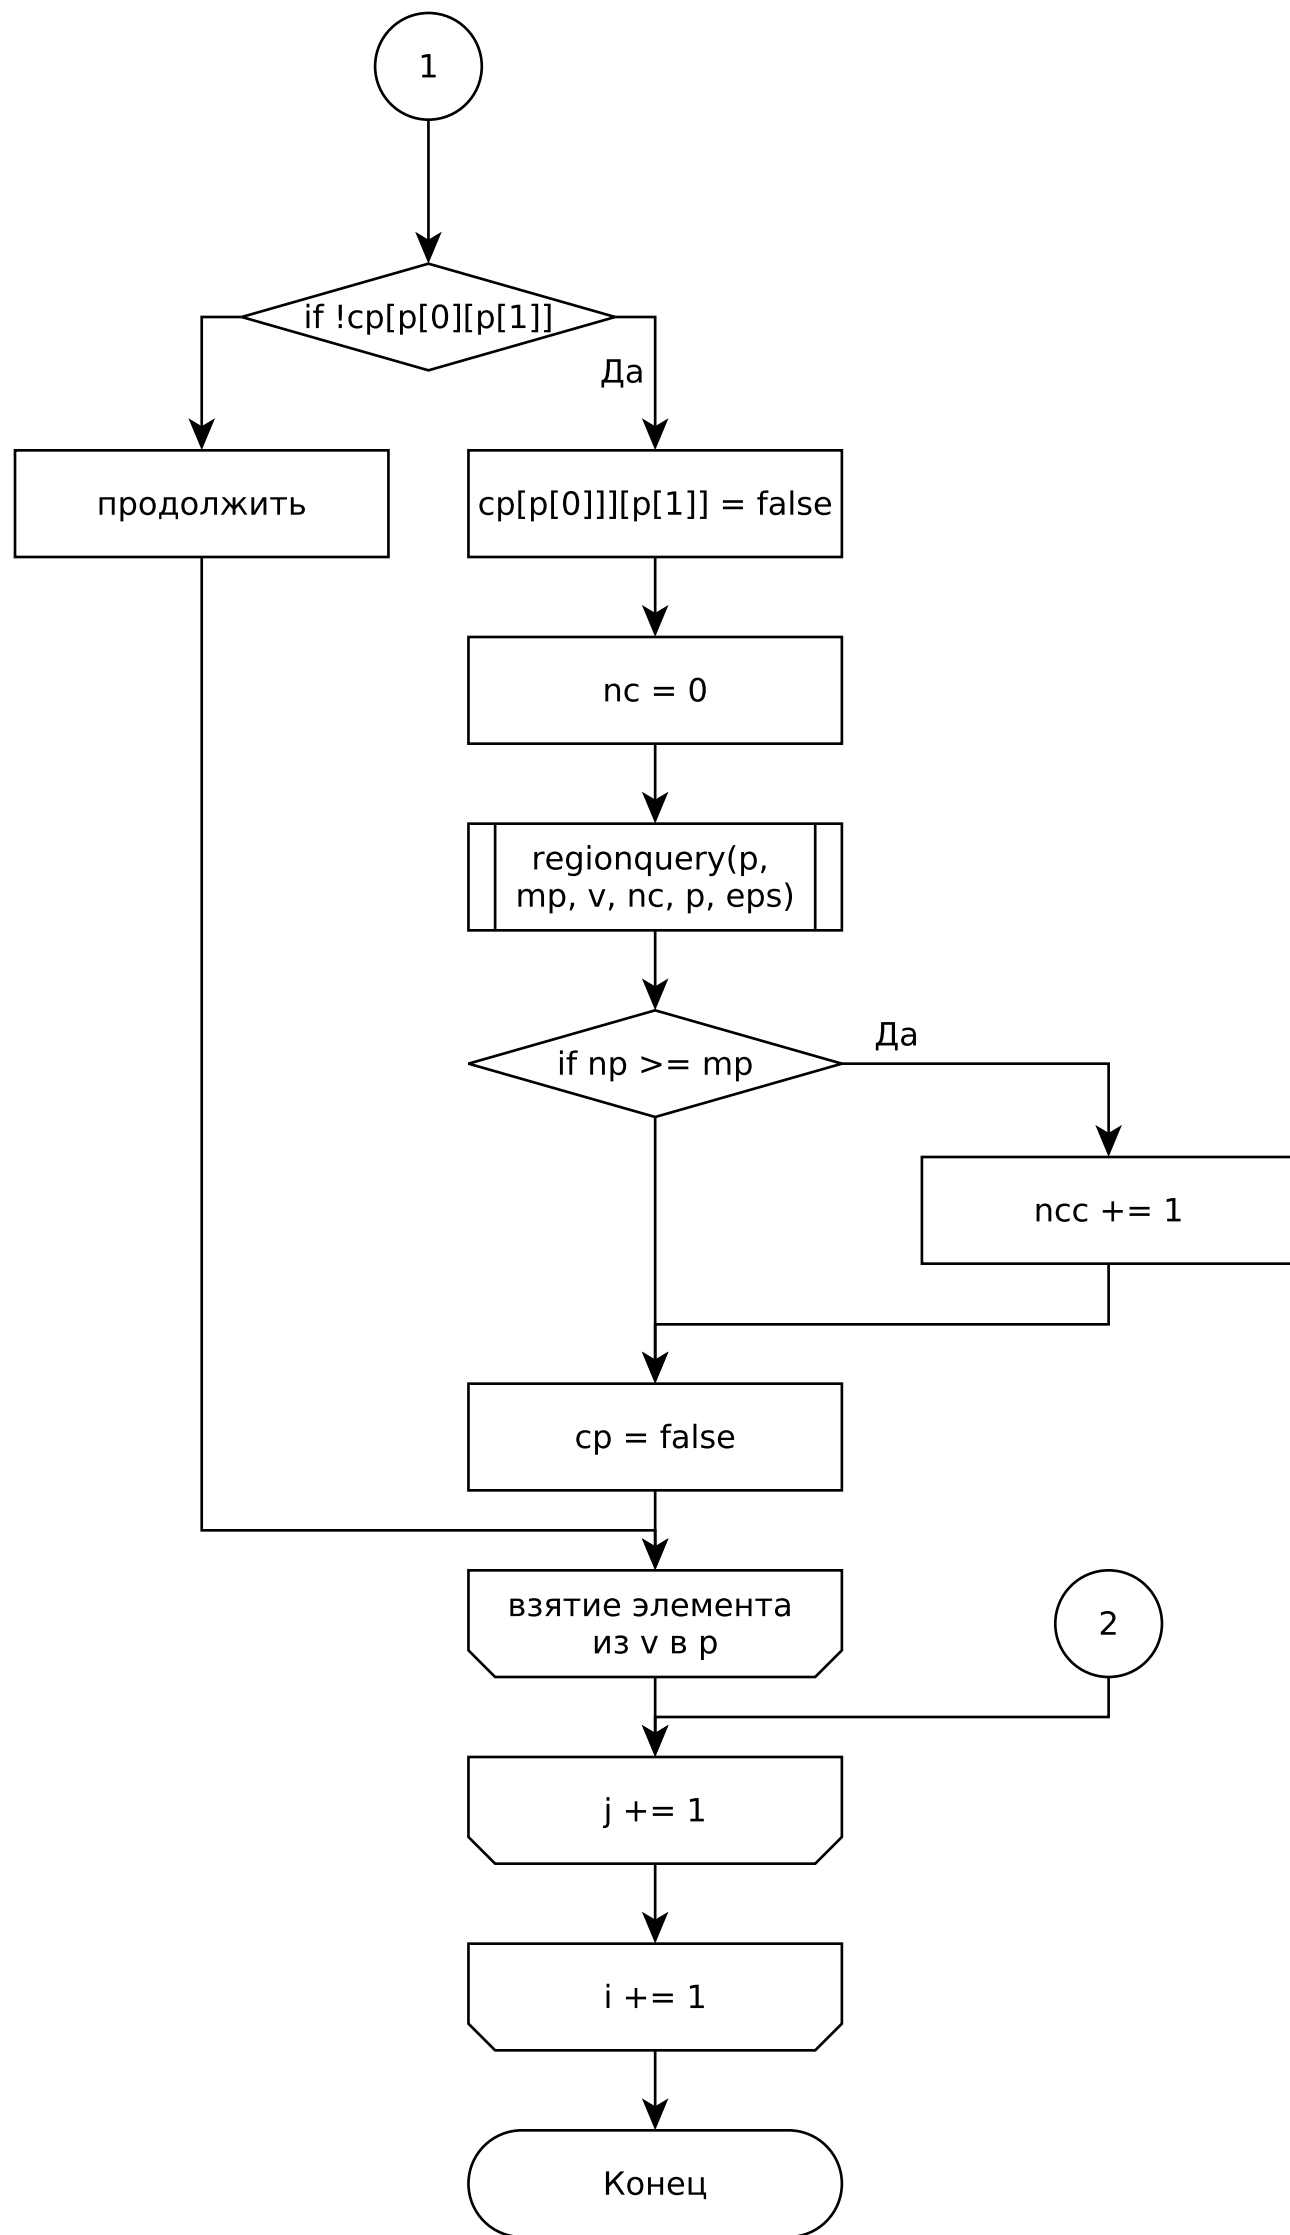 1
if !cp[p[0][p[1]]
Да
продолжить
cp[p[0]]][p[1]] = false
nc = 0
regionquery(p,
mp, v, nc, p, eps)
if np >= mp
Да
ncc += 1
cp = false
взятие элемента
из v в p
2
j += 1
i += 1
Конец